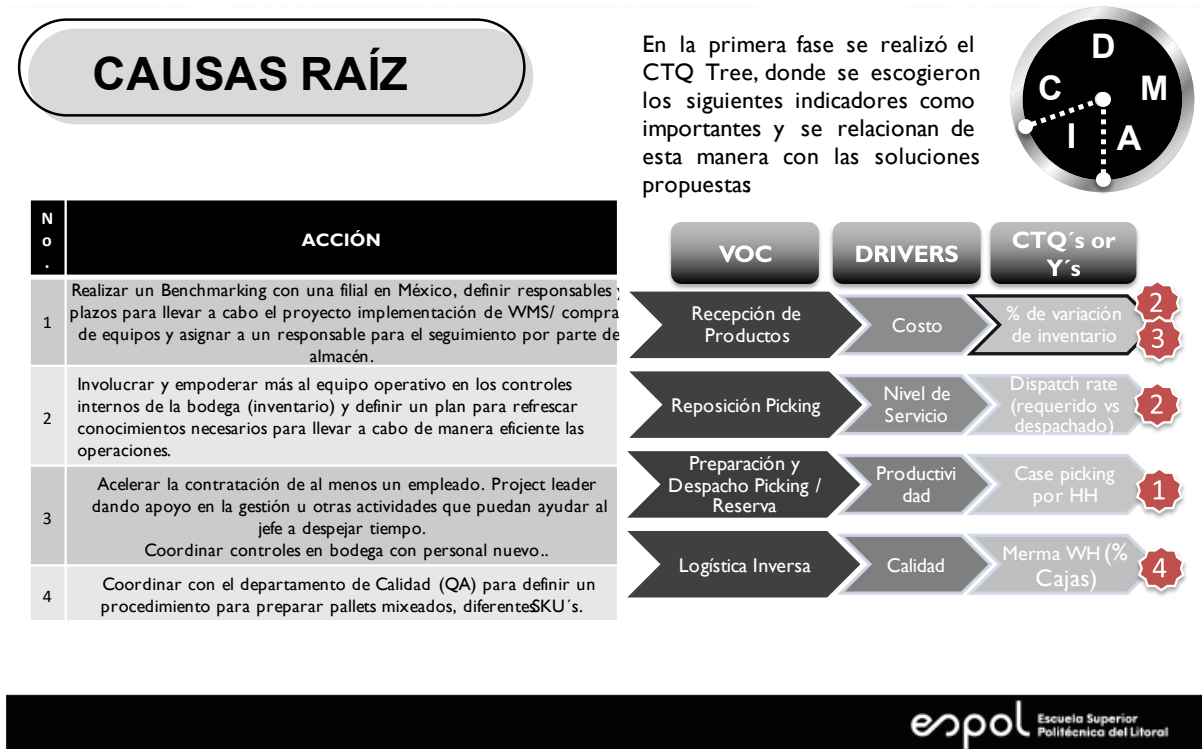 CAUSAS RAÍZ
En la primera fase se realizó el
CTQ Tree, donde se escogieron
los siguientes indicadores como
importantes y se relacionan de
esta manera con las soluciones
propuestas
D
C
M
I
A
N
o
.
ACCIÓN
1
Realizar un Benchmarking con una filial en México, definir responsables y
plazos para llevar a cabo el proyecto implementación de WMS/ compra
de equipos y asignar a un responsable para el seguimiento por parte de
almacén.
2
Involucrar y empoderar más al equipo operativo en los controles
internos de la bodega (inventario) y definir un plan para refrescar
conocimientos necesarios para llevar a cabo de manera eficiente las
operaciones.
3
Acelerar la contratación de al menos un empleado. Project leader
dando apoyo en la gestión u otras actividades que puedan ayudar al
jefe a despejar tiempo.
Coordinar controles en bodega con personal nuevo..
4
Coordinar con el departamento de Calidad (QA) para definir un
procedimiento para preparar pallets mixeados, diferentesSKU´s.
VOC
DRIVERS
CTQ´s or
Y´s
Recepción de
Productos
Costo
% de variación
de inventario
2
3
Reposición Picking
Nivel de
Servicio
Dispatch rate
(requerido vs
despachado)
2
Preparación y
Despacho Picking /
Reserva
Productivi
dad
Case picking
por HH
1
Logística Inversa
Calidad
Merma WH (%
Cajas)
4
espol
Escuela Superior
Politécnica del Litoral